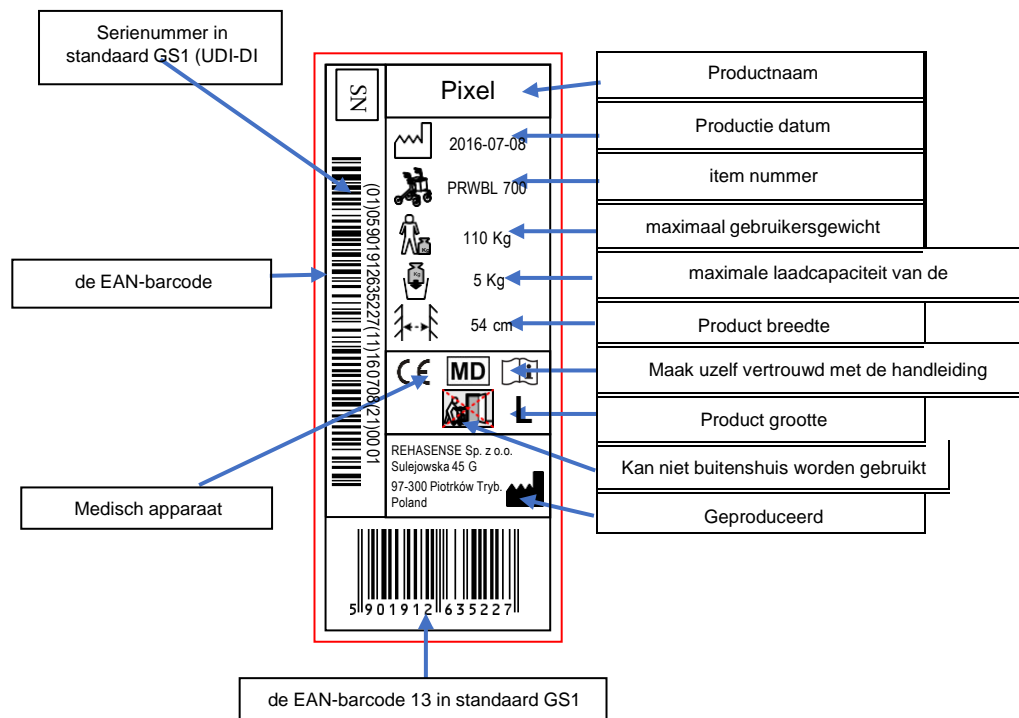 Serienummer in
standaard GS1 (UDI-DI
de EAN-barcode
Medisch apparaat
SN
(01)05901912635227(11)160708(21)0001
Pixel
2016-07-08
PRWBL 700
Kg
110 Kg
Kg
5 Kg
54 cm
CE MD i
L
REHASENSE Sp. z o.o.
Sulejowska 45 G
97-300 Piotrków Tryb.
Poland
5 901912 635227
Productnaam
Productie datum
item nummer
maximaal gebruikersgewicht
maximale laadcapaciteit van de
Product breedte
Maak uzelf vertrouwd met de handleiding
Product grootte
Kan niet buitenshuis worden gebruikt
Geproduceerd
de EAN-barcode 13 in standaard GS1